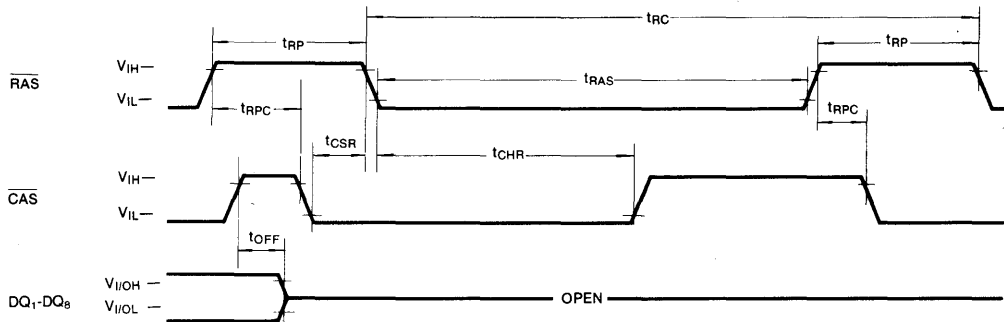 tRC
tRP
tRP
VIH—
RAS
tRAS
VIL—
tRPC
tRPC
tCSR
tCHR
VIH—
CAS
VIL—
tOFF
VI/OH
DQ1-DQ8
OPEN
VI/OL